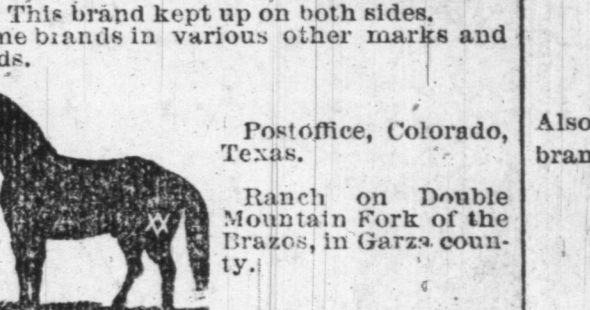 This brand kept up on both sides.
me brands in various other marks and
ds.
Postoffice, Colorado,
Texas.
Ranch on Double
Mountain Fork of the
Brazos, in Garza coun-
ty.
Also
bran